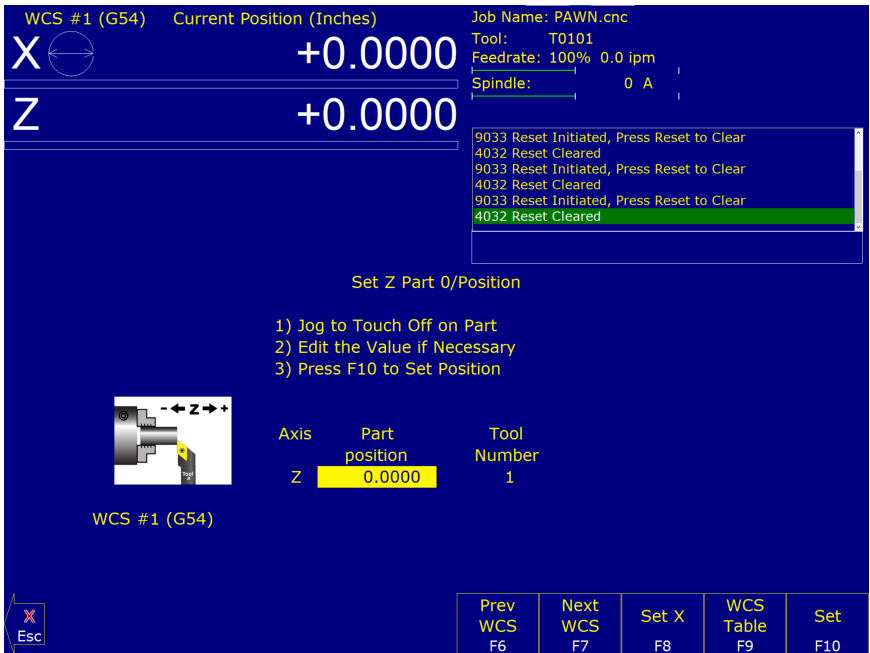 WCS #1 (G54) Current Position (Inches)
X +0.0000
Z +0.0000
Job Name: PAWN.cnc
Tool: T0101
Feedrate: 100% 0.0 ipm
Spindle: 0 A
9033 Reset Initiated, Press Reset to Clear
4032 Reset Cleared
9033 Reset Initiated, Press Reset to Clear
4032 Reset Cleared
9033 Reset Initiated, Press Reset to Clear
4032 Reset Cleared
Set Z Part 0/Position
1) Jog to Touch Off on Part
2) Edit the Value if Necessary
3) Press F10 to Set Position
- Z +
Tool
#
Axis Part Tool
position Number
Z 0.0000 1
WCS #1 (G54)
X
Esc
Prev Next Set X WCS Set
WCS WCS Table
F6 F7 F8 F9 F10